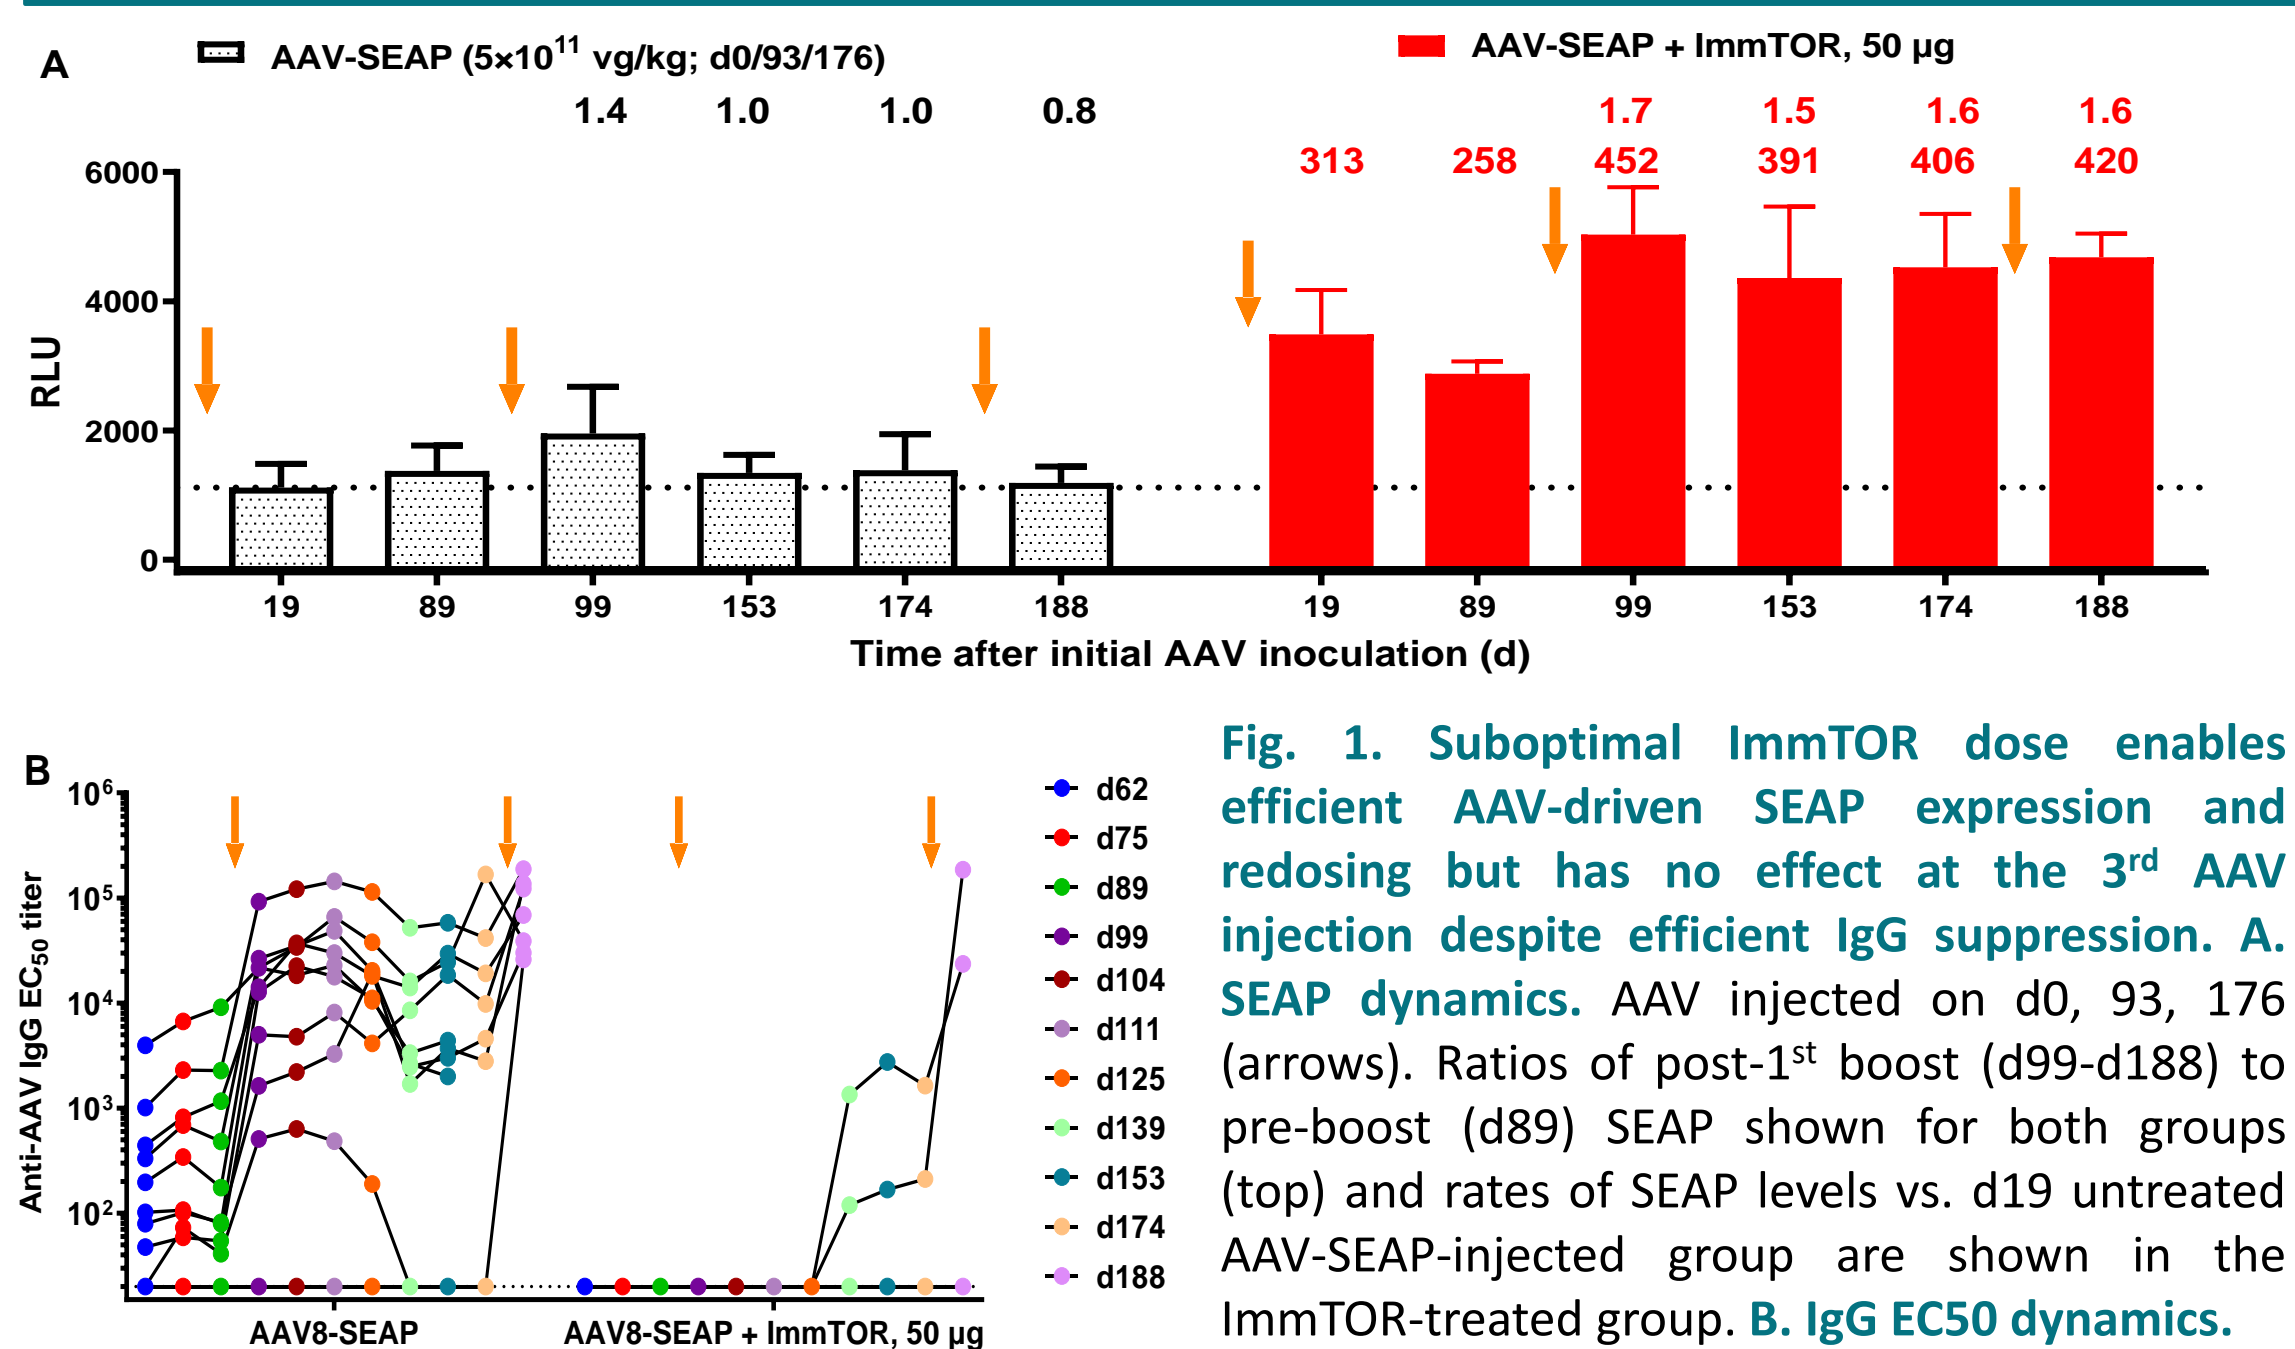 A
AAV-SEAP (5×10¹¹ vg/kg; d0/93/176)
AAV-SEAP + ImmTOR, 50 µg
1.4 1.0 1.0 0.8
1.7 1.5 1.6 1.6
313 258 452 391 406 420
6000
4000
2000
0
RLU
19 89 99 153 174 188 19 89 99 153 174 188
Time after initial AAV inoculation (d)
B
10⁶
10⁵
10⁴
10³
10²
Anti-AAV IgG EC₅₀ titer
AAV8-SEAP
AAV8-SEAP + ImmTOR, 50 µg
d62
d75
d89
d99
d104
d111
d125
d139
d153
d174
d188
Fig. 1. Suboptimal ImmTOR dose enables
efficient AAV-driven SEAP expression and
redosing but has no effect at the 3ʳᵈ AAV
injection despite efficient IgG suppression. A.
SEAP dynamics. AAV injected on d0, 93, 176
(arrows). Ratios of post-1ˢᵗ boost (d99-d188) to
pre-boost (d89) SEAP shown for both groups
(top) and rates of SEAP levels vs. d19 untreated
AAV-SEAP-injected group are shown in the
ImmTOR-treated group. B. IgG EC50 dynamics.